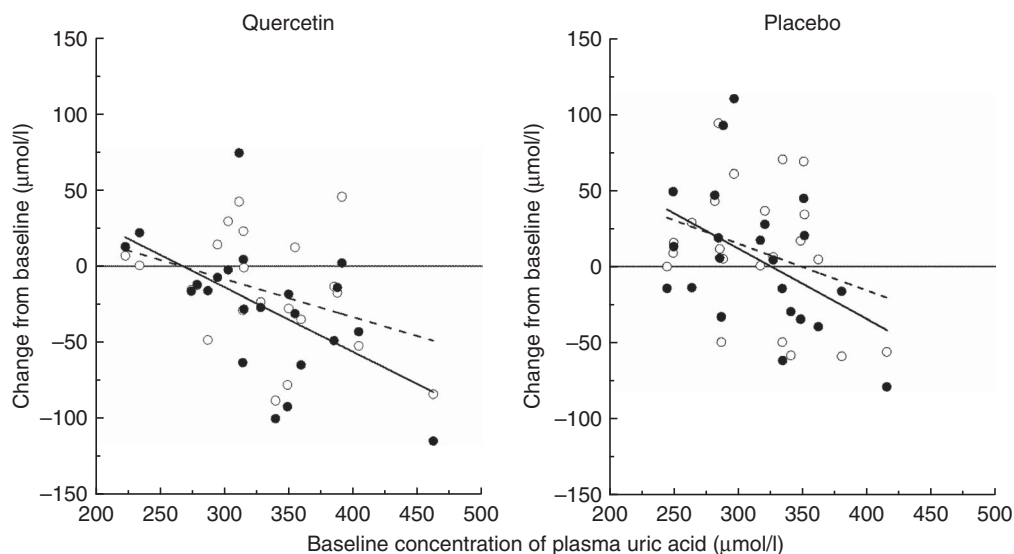 Quercetin
Placebo
Change from baseline (μmol/l)
150
100
50
0
−50
−100
−150
200 250 300 350 400 450 500
Change from baseline (μmol/l)
150
100
50
0
−50
−100
−150
200 250 300 350 400 450 500
Baseline concentration of plasma uric acid (μmol/l)